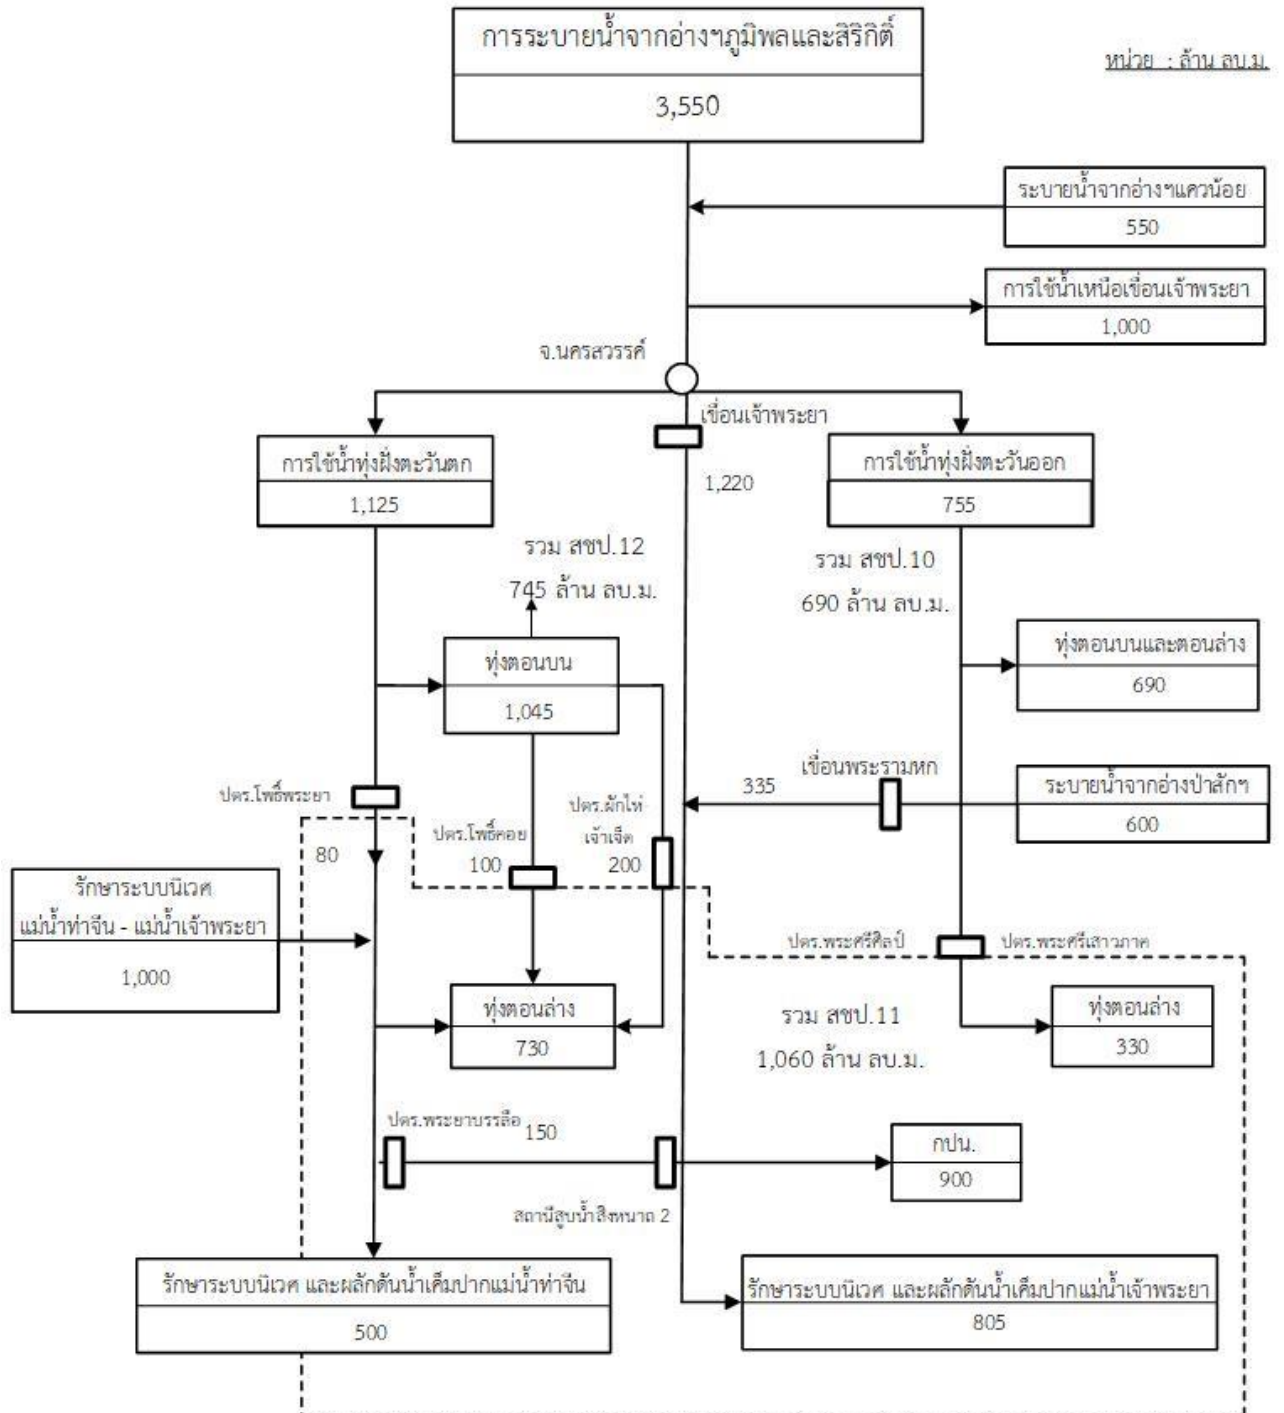 การระบายน้ำจากอ่างฯภูมิพลและสิริกิติ์
3,550
หน่วย : ล้าน ลบ.ม.
ระบายน้ำจากอ่างฯแควน้อย
550
การใช้น้ำเหนือเขื่อนเจ้าพระยา
1,000
จ.นครสวรรค์
เขื่อนเจ้าพระยา
1,220
การใช้น้ำทุ่งฝั่งตะวันตก
1,125
การใช้น้ำทุ่งฝั่งตะวันออก
755
รวม สชป.12
745 ล้าน ลบ.ม.
รวม สชป.10
690 ล้าน ลบ.ม.
ทุ่งตอนบน
1,045
ทุ่งตอนบนและตอนล่าง
690
เขื่อนพระรามหก
335
ระบายน้ำจากอ่างป่าสักฯ
600
ปตร.โพธิ์พระยา
80
ปตร.โพธิ์คอย
100
ปตร.ผักไห่
เจ้าเจ็ด
200
รักษาระบบนิเวศ
แม่น้ำท่าจีน - แม่น้ำเจ้าพระยา
1,000
ปตร.พระศรีศิลป์
ปตร.พระศรีเสาวภาค
ทุ่งตอนล่าง
730
รวม สชป.11
1,060 ล้าน ลบ.ม.
ทุ่งตอนล่าง
330
ปตร.พระยาบรรลือ
150
กปน.
900
สถานีสูบน้ำสิงหนาถ 2
รักษาระบบนิเวศ และผลักดันน้ำเค็มปากแม่น้ำท่าจีน
500
รักษาระบบนิเวศ และผลักดันน้ำเค็มปากแม่น้ำเจ้าพระยา
805